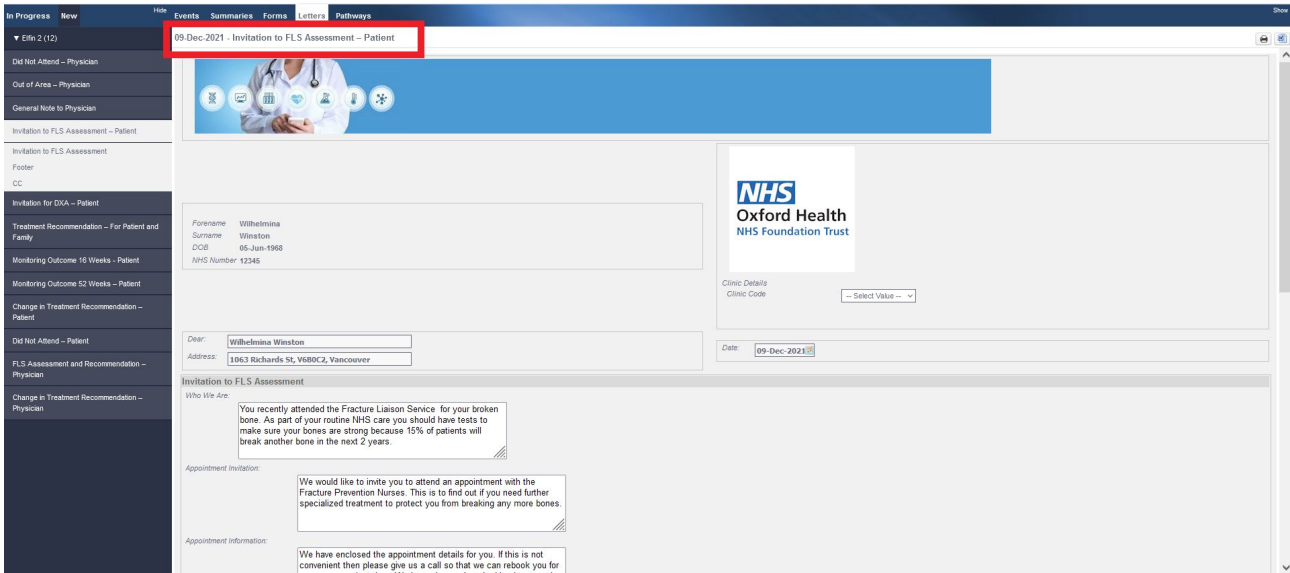 In Progress New Hide Events Summaries Forms Letters Pathways Show
▼ Elfin 2 (12)
Did Not Attend – Physician
Out of Area – Physician
General Note to Physician
Invitation to FLS Assessment – Patient
Invitation to FLS Assessment
Footer
CC
Invitation for DXA – Patient
Treatment Recommendation – For Patient and
Family
Monitoring Outcome 16 Weeks - Patient
Monitoring Outcome 52 Weeks – Patient
Change in Treatment Recommendation –
Patient
Did Not Attend – Patient
FLS Assessment and Recommendation –
Physician
Change in Treatment Recommendation –
Physician
09-Dec-2021 - Invitation to FLS Assessment – Patient
Forename Wilhelmina
Surname Winston
DOB 05-Jun-1968
NHS Number 12345
NHS
Oxford Health
NHS Foundation Trust
Clinic Details
Clinic Code -- Select Value --
Dear: Wilhelmina Winston
Address: 1063 Richards St, V6B0C2, Vancouver
Date: 09-Dec-2021
Invitation to FLS Assessment
Who We Are:
You recently attended the Fracture Liaison Service for your broken
bone. As part of your routine NHS care you should have tests to
make sure your bones are strong because 15% of patients will
break another bone in the next 2 years.
Appointment Invitation:
We would like to invite you to attend an appointment with the
Fracture Prevention Nurses. This is to find out if you need further
specialized treatment to protect you from breaking any more bones.
Appointment Information:
We have enclosed the appointment details for you. If this is not
convenient then please give us a call so that we can rebook you for